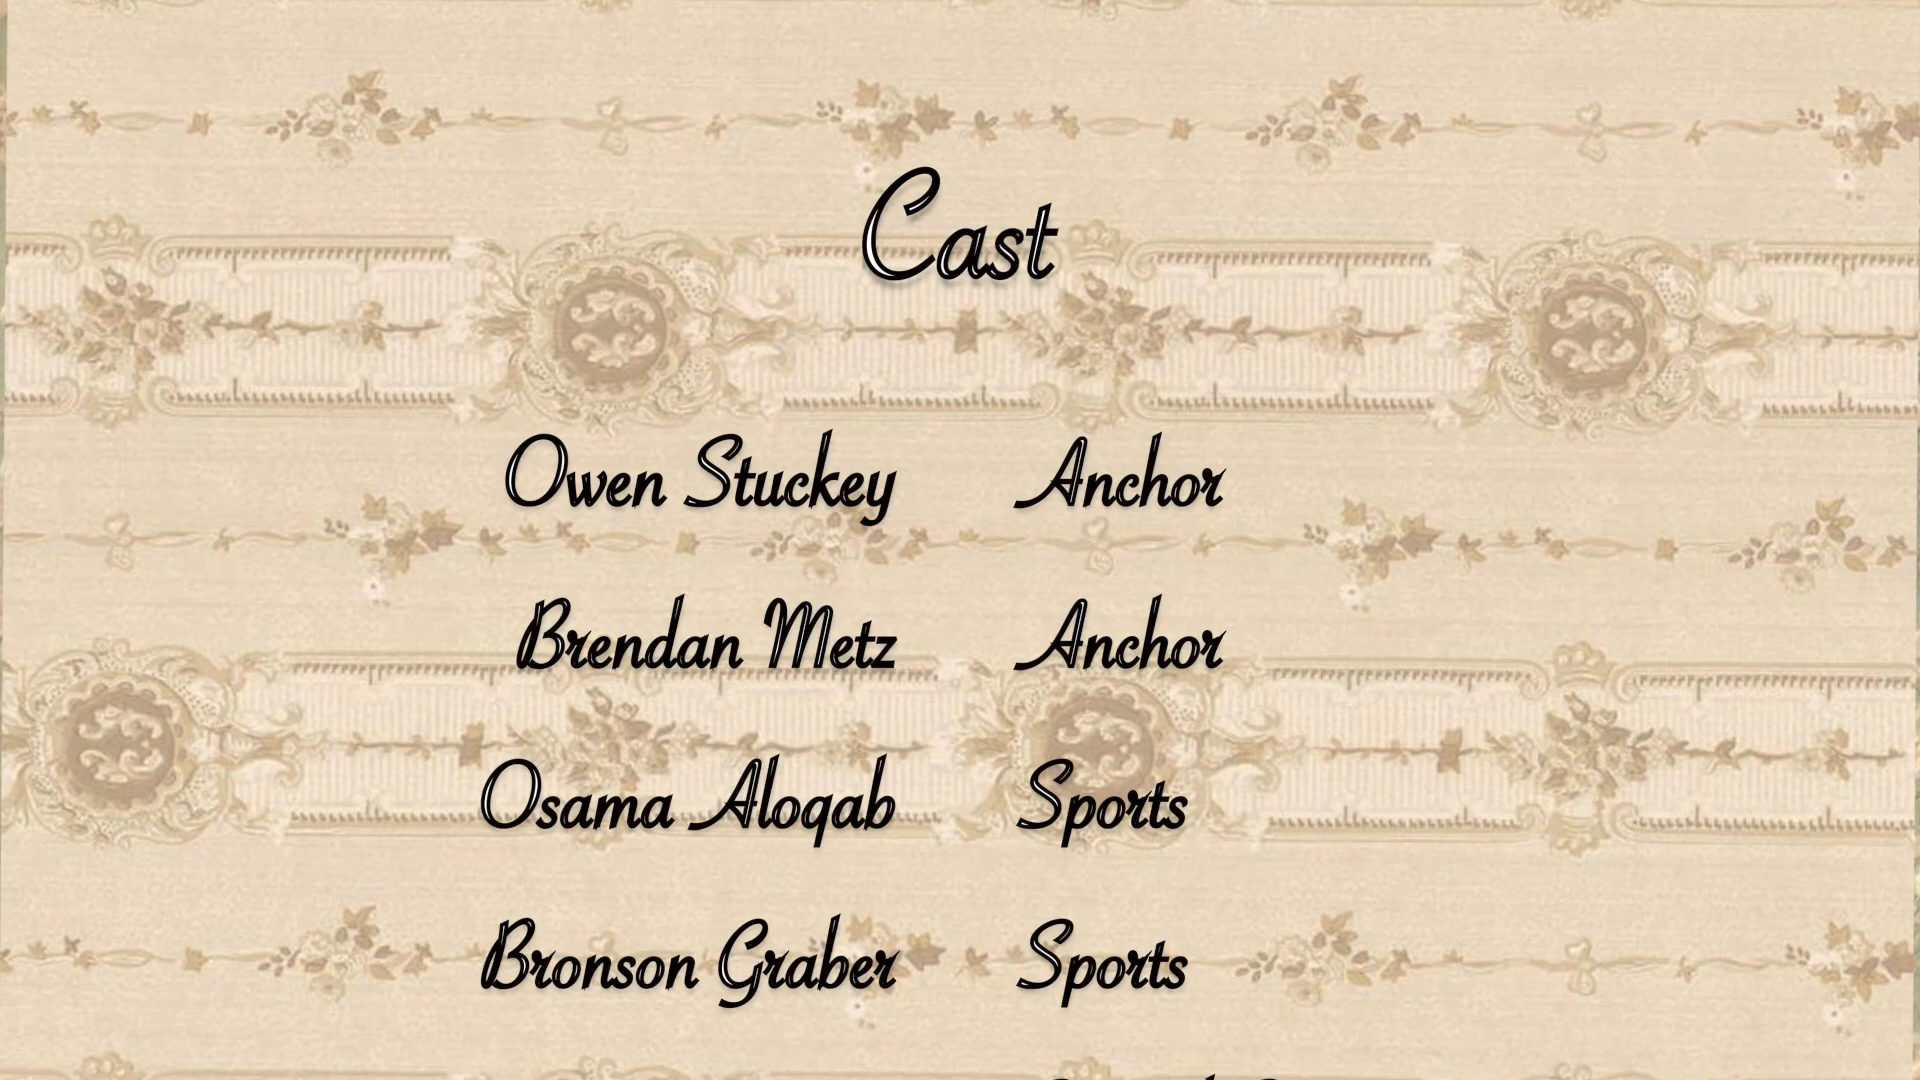 Cast
Owen Stuckey Anchor
Brendan Metz Anchor
Osama Aloqab Sports
Bronson Graber Sports